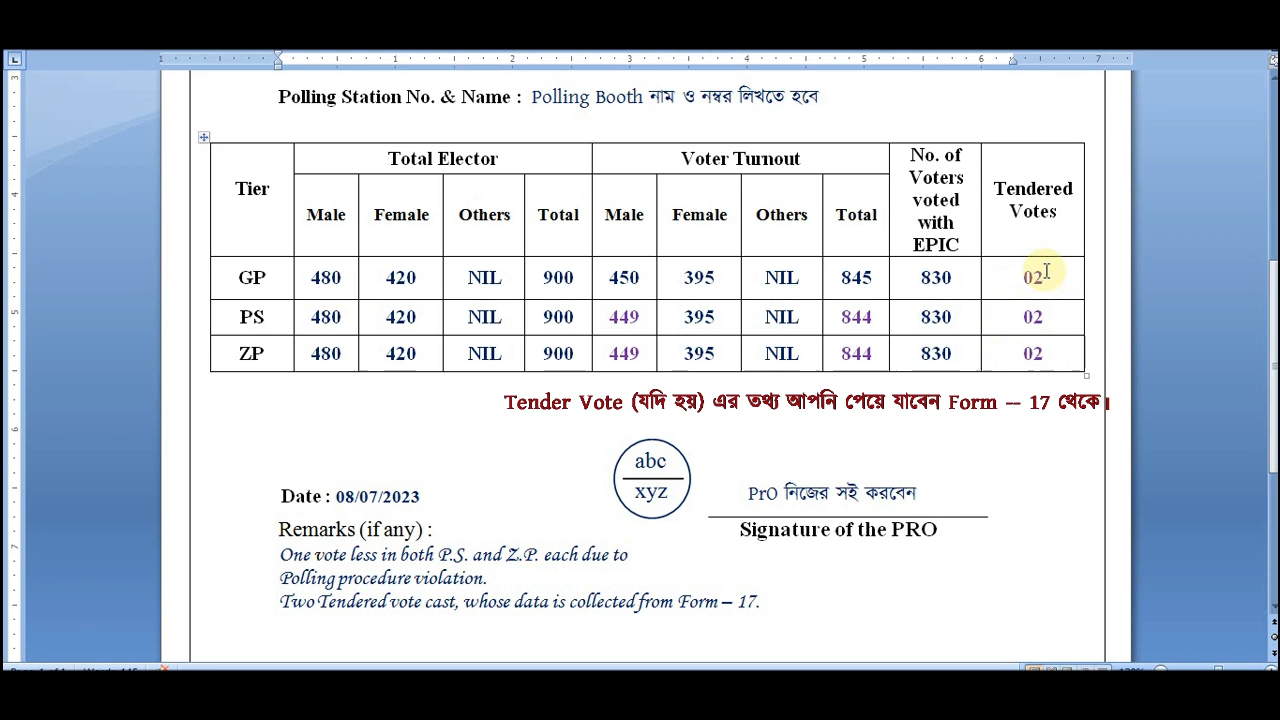 Polling Station No. & Name : Polling Booth নাম ও নম্বর লিখতে হবে
Tier Total Elector Voter Turnout No. of Voters voted with EPIC Tendered Votes
Male Female Others Total Male Female Others Total
GP 480 420 NIL 900 450 395 NIL 845 830 02
PS 480 420 NIL 900 449 395 NIL 844 830 02
ZP 480 420 NIL 900 449 395 NIL 844 830 02
Tender Vote (যদি হয়) এর তথ্য আপনি পেয়ে যাবেন Form – 17 থেকে।
abc
xyz
Date : 08/07/2023
PrO নিজের সই করবেন
Signature of the PRO
Remarks (if any) :
One vote less in both P.S. and Z.P. each due to
Polling procedure violation.
Two Tendered vote cast, whose data is collected from Form – 17.